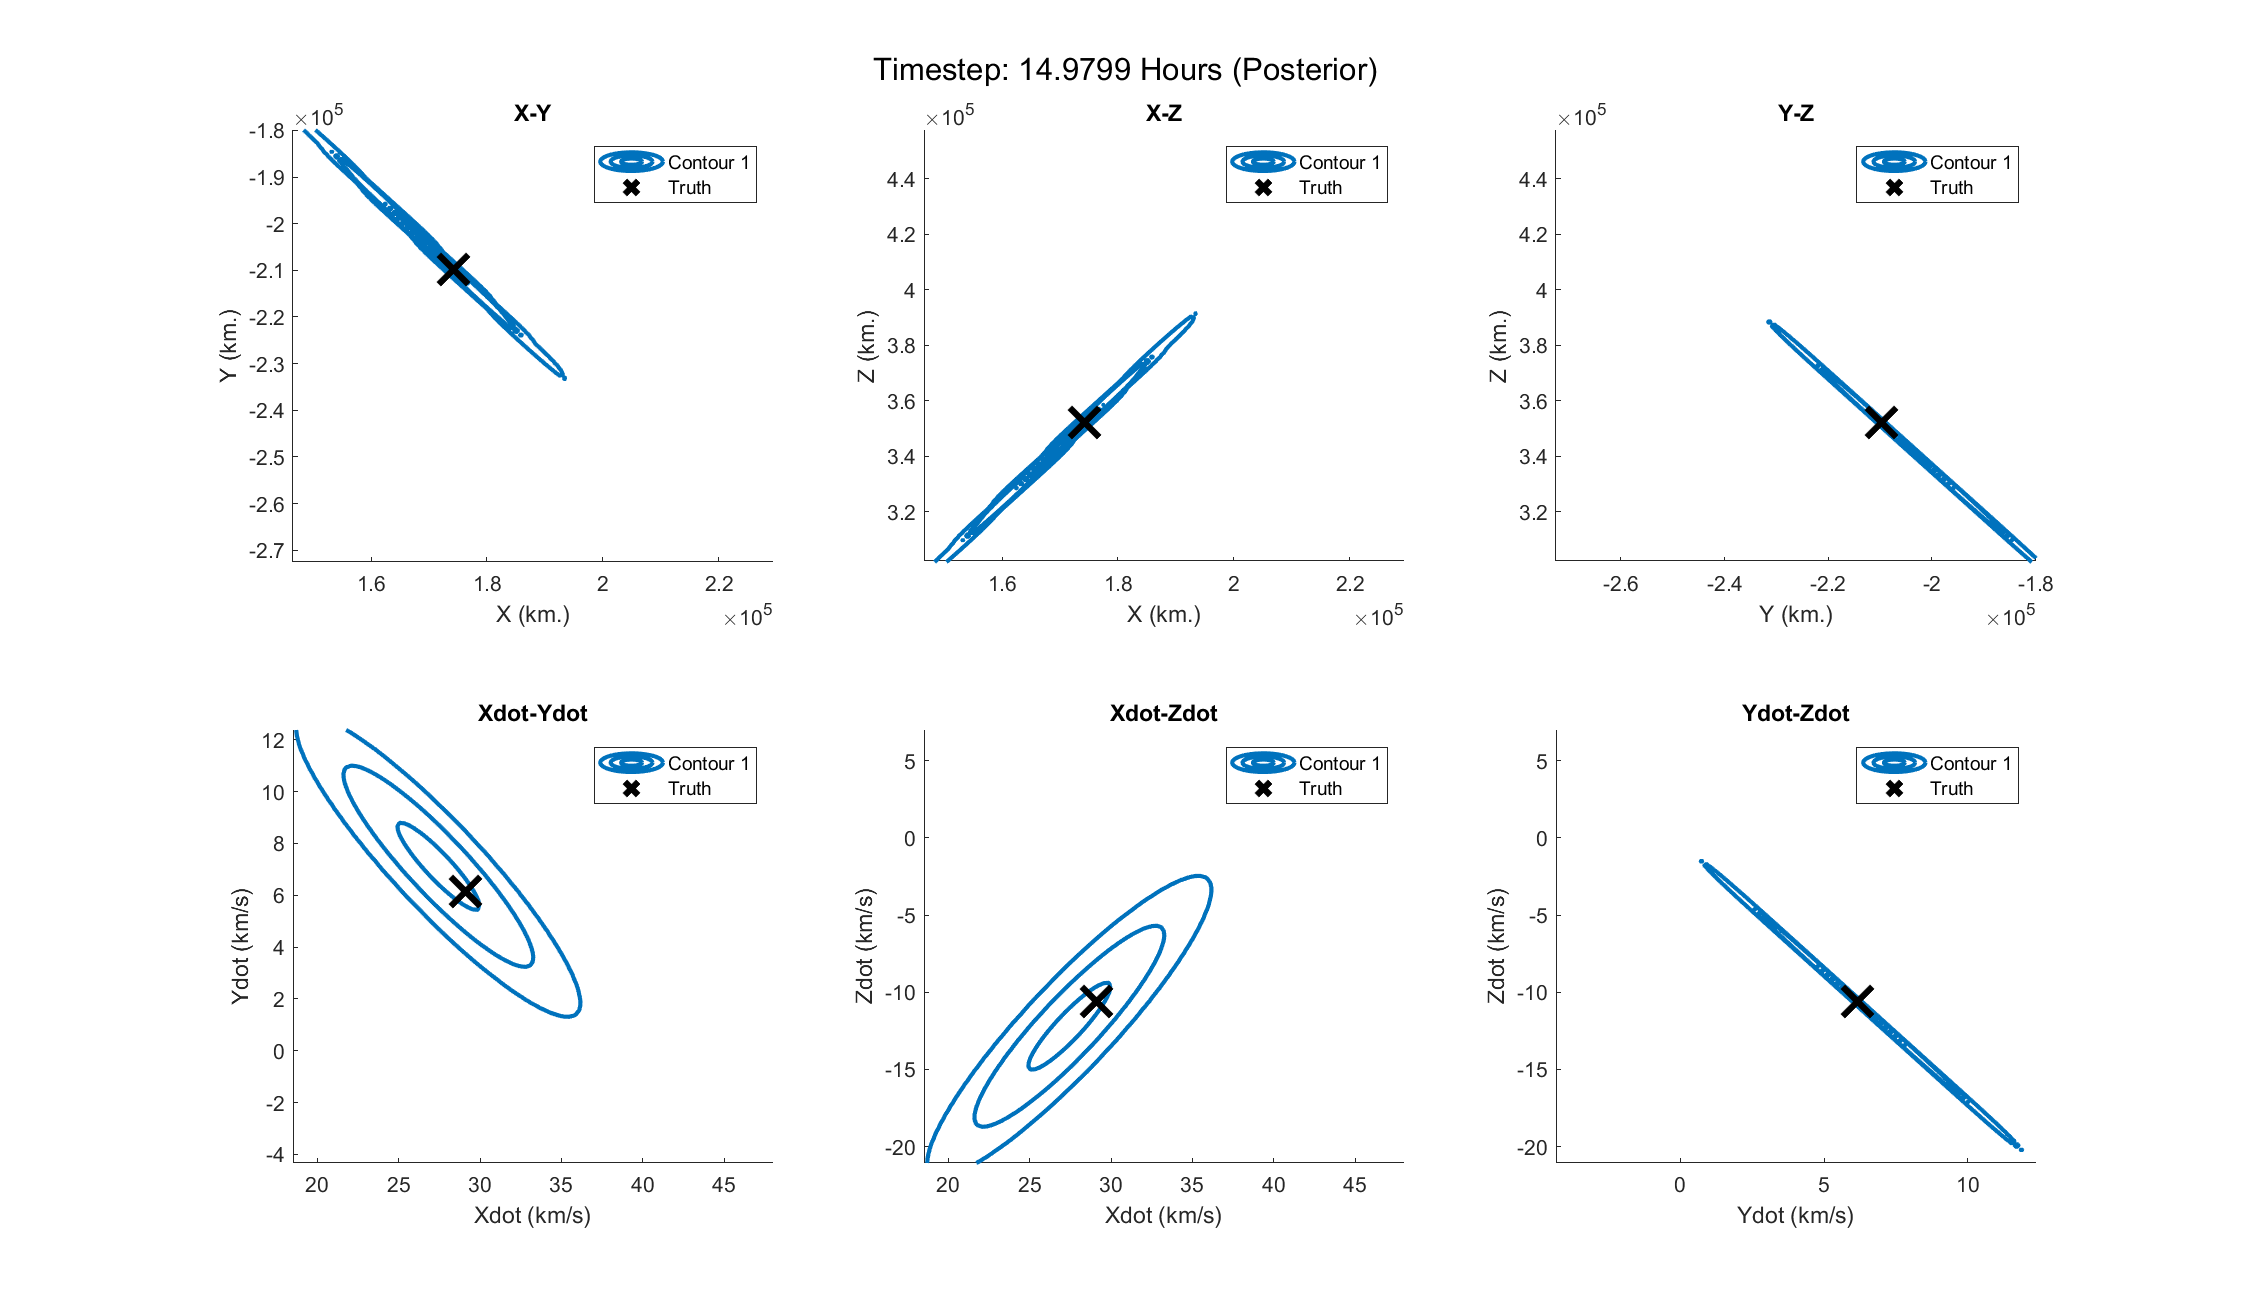 Timestep: 14.9799 Hours (Posterior)
X-Y
×10^5
-1.8
-1.9
-2
-2.1
-2.2
-2.3
-2.4
-2.5
-2.6
-2.7
Y (km.)
Contour 1
Truth
1.6 1.8 2 2.2
X (km.)
×10^5
X-Z
×10^5
4.4
4.2
4
3.8
3.6
3.4
3.2
Z (km.)
Contour 1
Truth
1.6 1.8 2 2.2
X (km.)
×10^5
Y-Z
×10^5
4.4
4.2
4
3.8
3.6
3.4
3.2
Z (km.)
Contour 1
Truth
-2.6 -2.4 -2.2 -2 -1.8
Y (km.)
×10^5
Xdot-Ydot
12
10
8
6
4
2
0
-2
-4
Ydot (km/s)
Contour 1
Truth
20 25 30 35 40 45
Xdot (km/s)
Xdot-Zdot
5
0
-5
-10
-15
-20
Zdot (km/s)
Contour 1
Truth
20 25 30 35 40 45
Xdot (km/s)
Ydot-Zdot
5
0
-5
-10
-15
-20
Zdot (km/s)
Contour 1
Truth
0 5 10
Ydot (km/s)